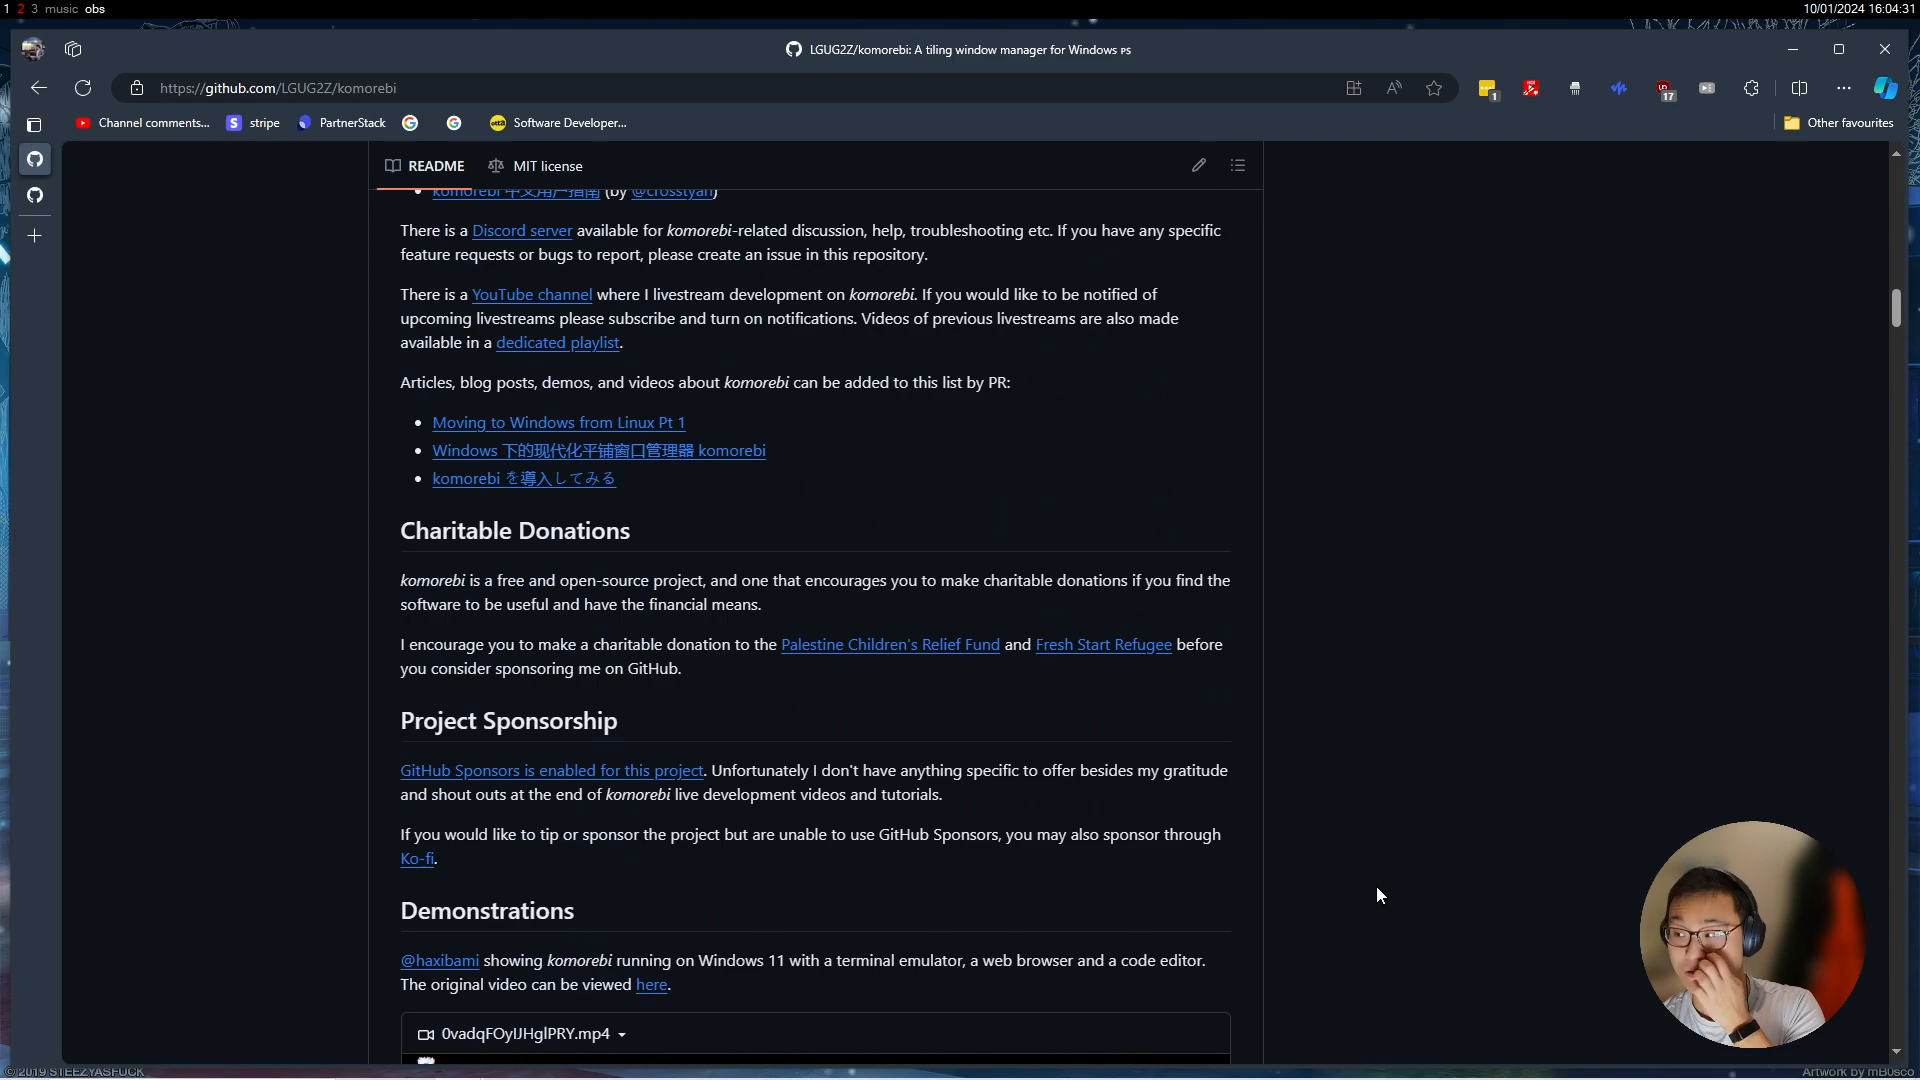 1 2 3 music obs
10/01/2024 16:04:31
LGUG2Z/komorebi: A tiling window manager for Windows PS
https://github.com/LGUG2Z/komorebi
1
17
Channel comments... stripe PartnerStack Software Developer... Other favourites
README MIT license
komorebi 中文用户指南 (by @crosstyan)
There is a Discord server available for komorebi-related discussion, help, troubleshooting etc. If you have any specific
feature requests or bugs to report, please create an issue in this repository.
There is a YouTube channel where I livestream development on komorebi. If you would like to be notified of
upcoming livestreams please subscribe and turn on notifications. Videos of previous livestreams are also made
available in a dedicated playlist.
Articles, blog posts, demos, and videos about komorebi can be added to this list by PR:
Moving to Windows from Linux Pt 1
Windows 下的现代化平铺窗口管理器 komorebi
komorebi を導入してみる
Charitable Donations
komorebi is a free and open-source project, and one that encourages you to make charitable donations if you find the
software to be useful and have the financial means.
I encourage you to make a charitable donation to the Palestine Children's Relief Fund and Fresh Start Refugee before
you consider sponsoring me on GitHub.
Project Sponsorship
GitHub Sponsors is enabled for this project. Unfortunately I don't have anything specific to offer besides my gratitude
and shout outs at the end of komorebi live development videos and tutorials.
If you would like to tip or sponsor the project but are unable to use GitHub Sponsors, you may also sponsor through
Ko-fi.
Demonstrations
@haxibami showing komorebi running on Windows 11 with a terminal emulator, a web browser and a code editor.
The original video can be viewed here.
0vadqFOyIJHglPRY.mp4
© 2019 STEEZYASFUCK
Artwork by mB0sco